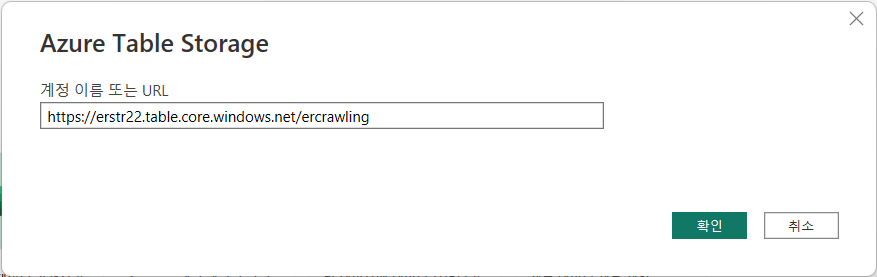 Azure Table Storage
계정 이름 또는 URL
https://erstr22.table.core.windows.net/ercrawling
확인 취소